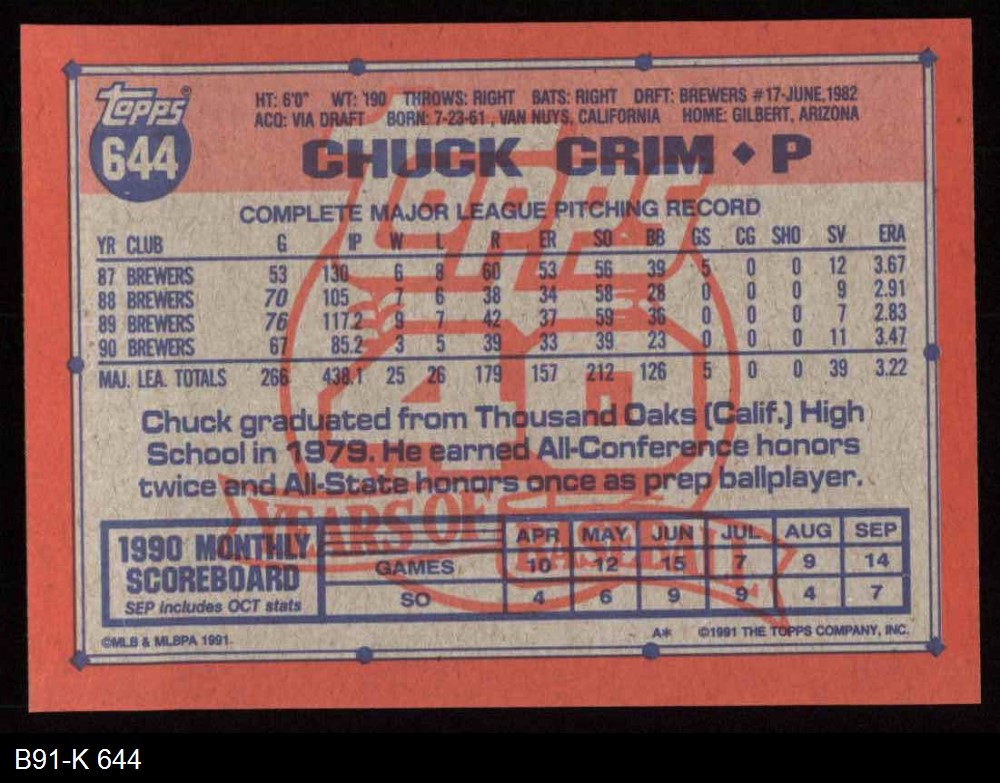 TOPPS®
644
HT: 6'0" WT: 190 THROWS: RIGHT BATS: RIGHT DRFT: BREWERS #17-JUNE, 1982
ACQ: VIA DRAFT BORN: 7-23-61, VAN NUYS, CALIFORNIA HOME: GILBERT, ARIZONA
CHUCK CRIM ◆ P
TOPPS
40
YEARS OF
BASEBALL
COMPLETE MAJOR LEAGUE PITCHING RECORD
YR CLUB G IP W L R ER SO BB GS CG SHO SV ERA
87 BREWERS 53 130 6 8 60 53 56 39 5 0 0 12 3.67
88 BREWERS 70 105 7 6 38 34 58 28 0 0 0 9 2.91
89 BREWERS 76 117.2 9 7 42 37 59 36 0 0 0 7 2.83
90 BREWERS 67 85.2 3 5 39 33 39 23 0 0 0 11 3.47
MAJ. LEA. TOTALS 266 438.1 25 26 179 157 212 126 5 0 0 39 3.22
Chuck graduated from Thousand Oaks (Calif.) High
School in 1979. He earned All-Conference honors
twice and All-State honors once as prep ballplayer.
1990 MONTHLY
SCOREBOARD
SEP includes OCT stats
APR MAY JUN JUL AUG SEP
GAMES 10 12 15 7 9 14
SO 4 6 9 9 4 7
©MLB & MLBPA 1991. A* ©1991 THE TOPPS COMPANY, INC.
B91-K 644